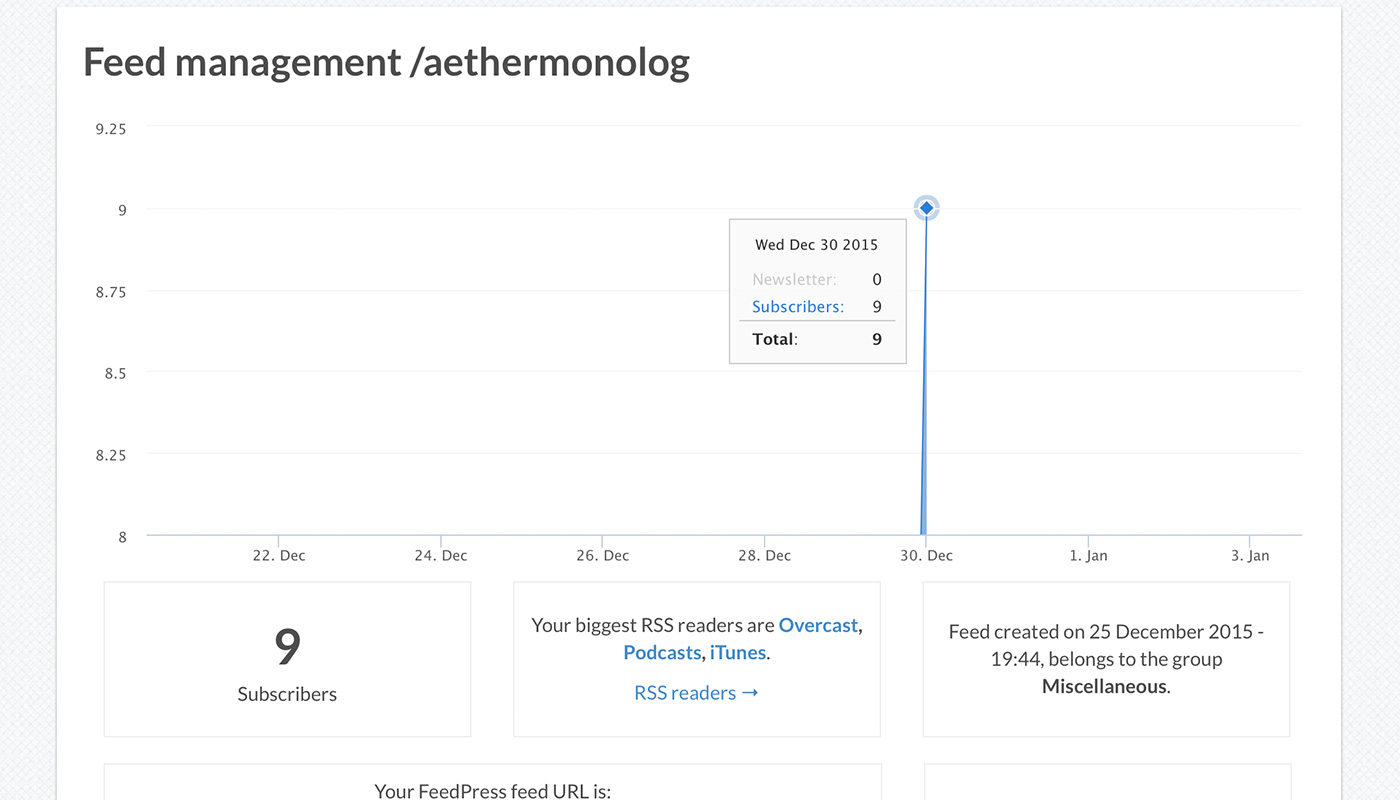 Feed management /aethermonolog
9.25
9
8.75
8.5
8.25
8
Wed Dec 30 2015
Newsletter: 0
Subscribers: 9
Total: 9
22. Dec
24. Dec
26. Dec
28. Dec
30. Dec
1. Jan
3. Jan
9
Subscribers
Your biggest RSS readers are Overcast,
Podcasts, iTunes.
RSS readers →
Feed created on 25 December 2015 -
19:44, belongs to the group
Miscellaneous.
Your FeedPress feed URL is: